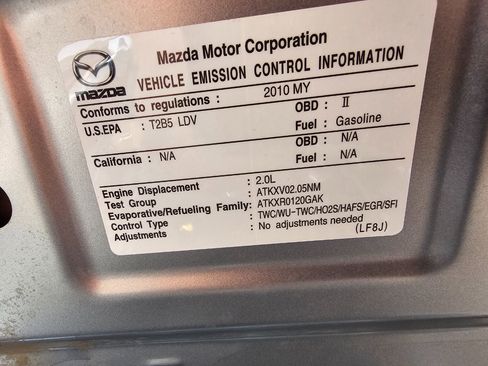 mazda
Mazda Motor Corporation
VEHICLE EMISSION CONTROL INFORMATION
Conforms to regulations : 2010 MY
U.S.EPA : T2B5 LDV OBD : II
Fuel : Gasoline
California : N/A OBD : N/A
Fuel : N/A
Engine Displacement : 2.0L
Test Group : ATKXV02.05NM
Evaporative/Refueling Family: ATKXR0120GAK
Control Type : TWC/WU-TWC/HO2S/HAFS/EGR/SFI
Adjustments : No adjustments needed
(LF8J)